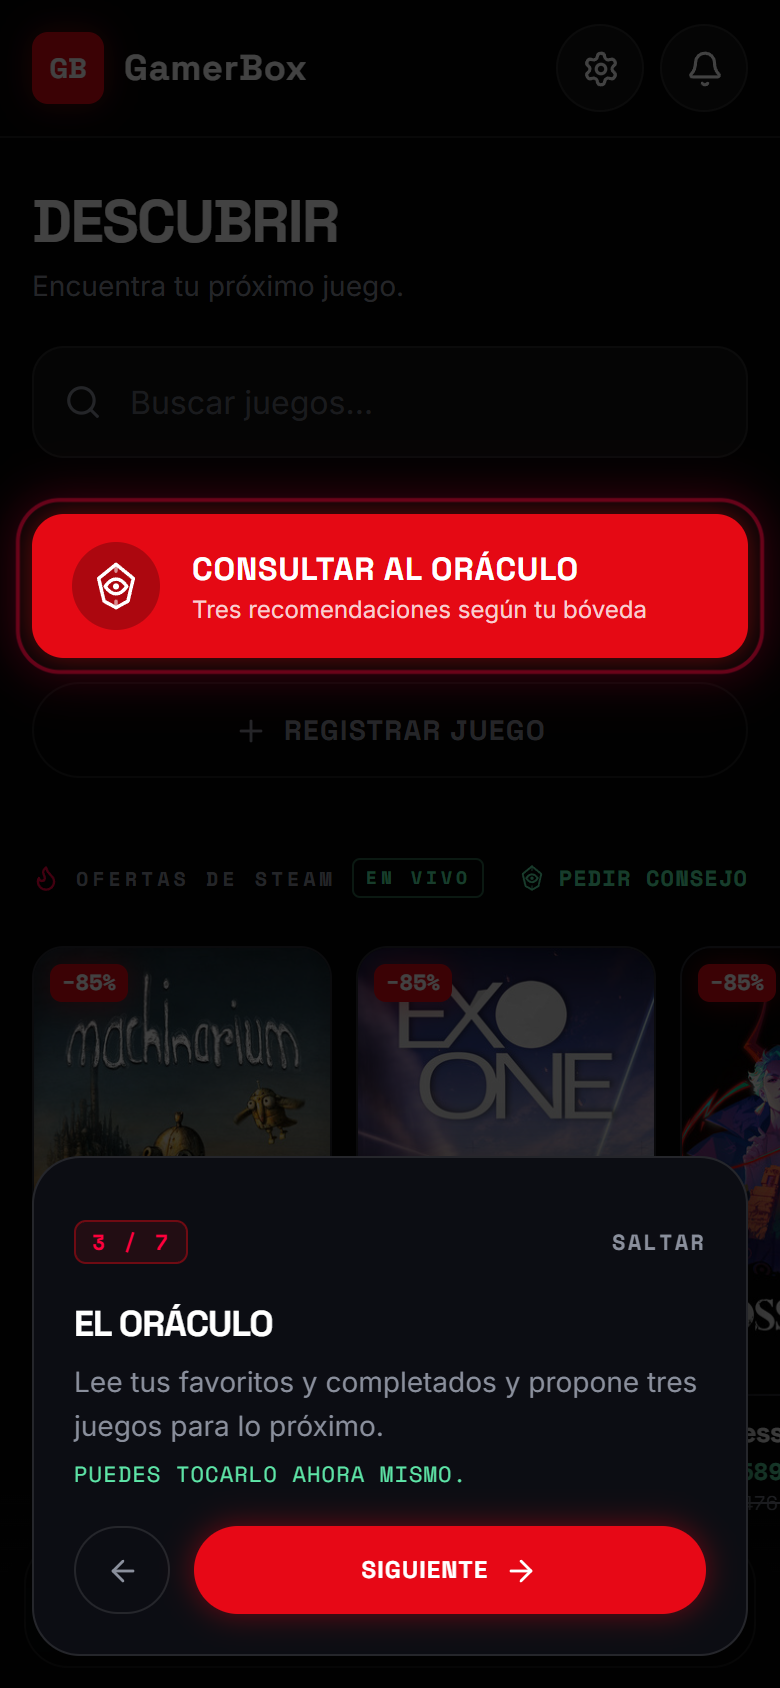 GB GamerBox
DESCUBRIR
Encuentra tu próximo juego.
Buscar juegos...
CONSULTAR AL ORÁCULO
Tres recomendaciones según tu bóveda
+ REGISTRAR JUEGO
OFERTAS DE STEAM EN VIVO PEDIR CONSEJO
-85% -85% -85%
machinarium
EXO
ONE
3 / 7 SALTAR
EL ORÁCULO
Lee tus favoritos y completados y propone tres
juegos para lo próximo.
PUEDES TOCARLO AHORA MISMO.
SIGUIENTE